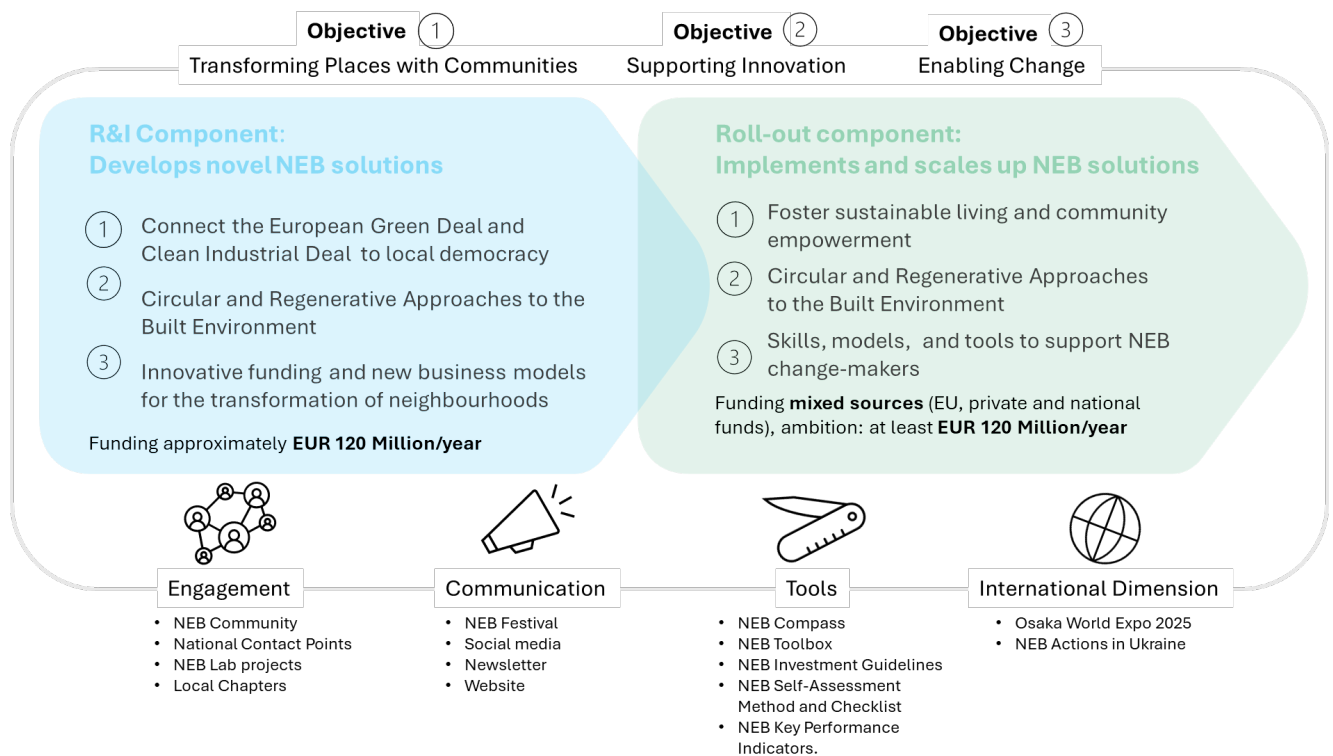 Objective 1
Transforming Places with Communities
Objective 2
Supporting Innovation
Objective 3
Enabling Change
R&I Component:
Develops novel NEB solutions
1 Connect the European Green Deal and
Clean Industrial Deal to local democracy
2 Circular and Regenerative Approaches to the
Built Environment
3 Innovative funding and new business models
for the transformation of neighbourhoods
Funding approximately EUR 120 Million/year
Roll-out component:
Implements and scales up NEB solutions
1 Foster sustainable living and community
empowerment
2 Circular and Regenerative Approaches
to the Built Environment
3 Skills, models, and tools to support NEB
change-makers
Funding mixed sources (EU, private and national
funds), ambition: at least EUR 120 Million/year
Engagement
• NEB Community
• National Contact Points
• NEB Lab projects
• Local Chapters
Communication
• NEB Festival
• Social media
• Newsletter
• Website
Tools
• NEB Compass
• NEB Toolbox
• NEB Investment Guidelines
• NEB Self-Assessment
Method and Checklist
• NEB Key Performance
Indicators.
International Dimension
• Osaka World Expo 2025
• NEB Actions in Ukraine